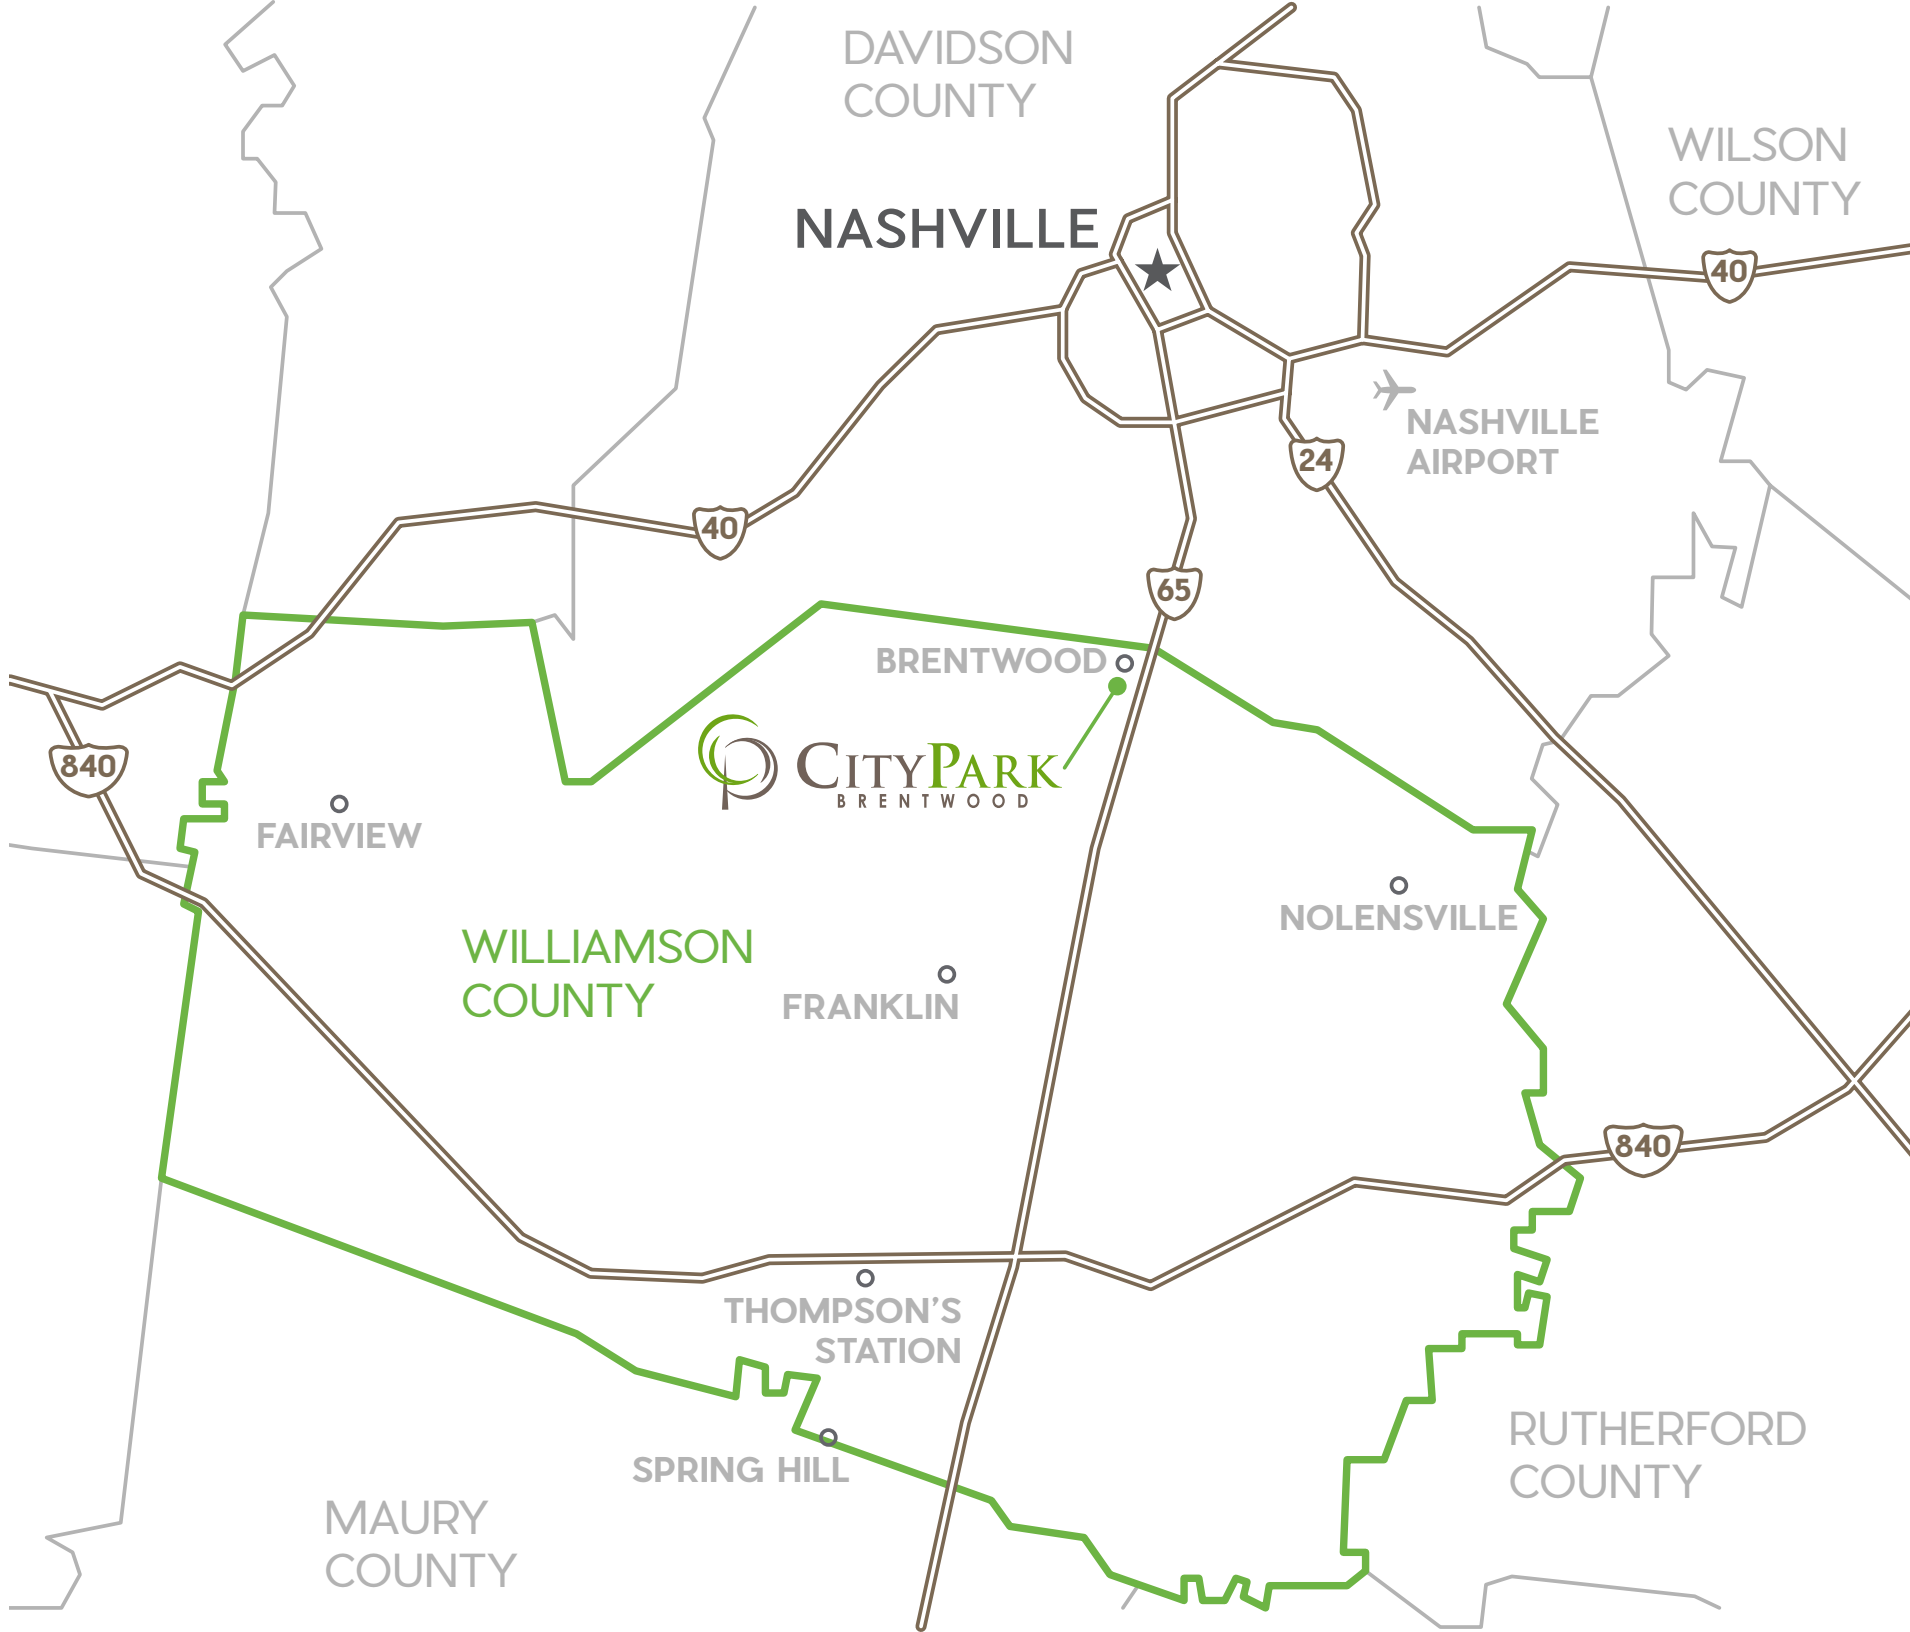 DAVIDSON
COUNTY
WILSON
COUNTY
NASHVILLE
40
NASHVILLE
AIRPORT
24
40
65
BRENTWOOD
840
CITYPARK
BRENTWOOD
FAIRVIEW
NOLENSVILLE
WILLIAMSON
COUNTY
FRANKLIN
840
THOMPSON’S
STATION
RUTHERFORD
COUNTY
SPRING HILL
MAURY
COUNTY